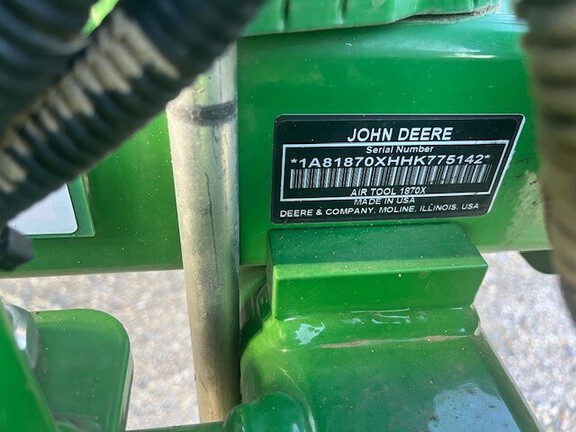 JOHN DEERE
Serial Number
*1A81870XHHK775142*
AIR TOOL 1870X
MADE IN USA
DEERE & COMPANY, MOLINE, ILLINOIS, USA